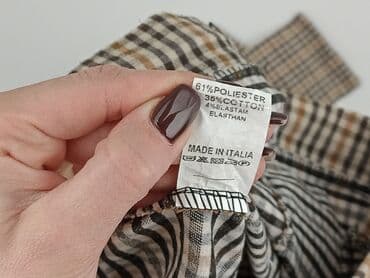 61%POLIESTER
35%COTTON
4%ELASTAM
ELASTHAN
MADE IN ITALIA